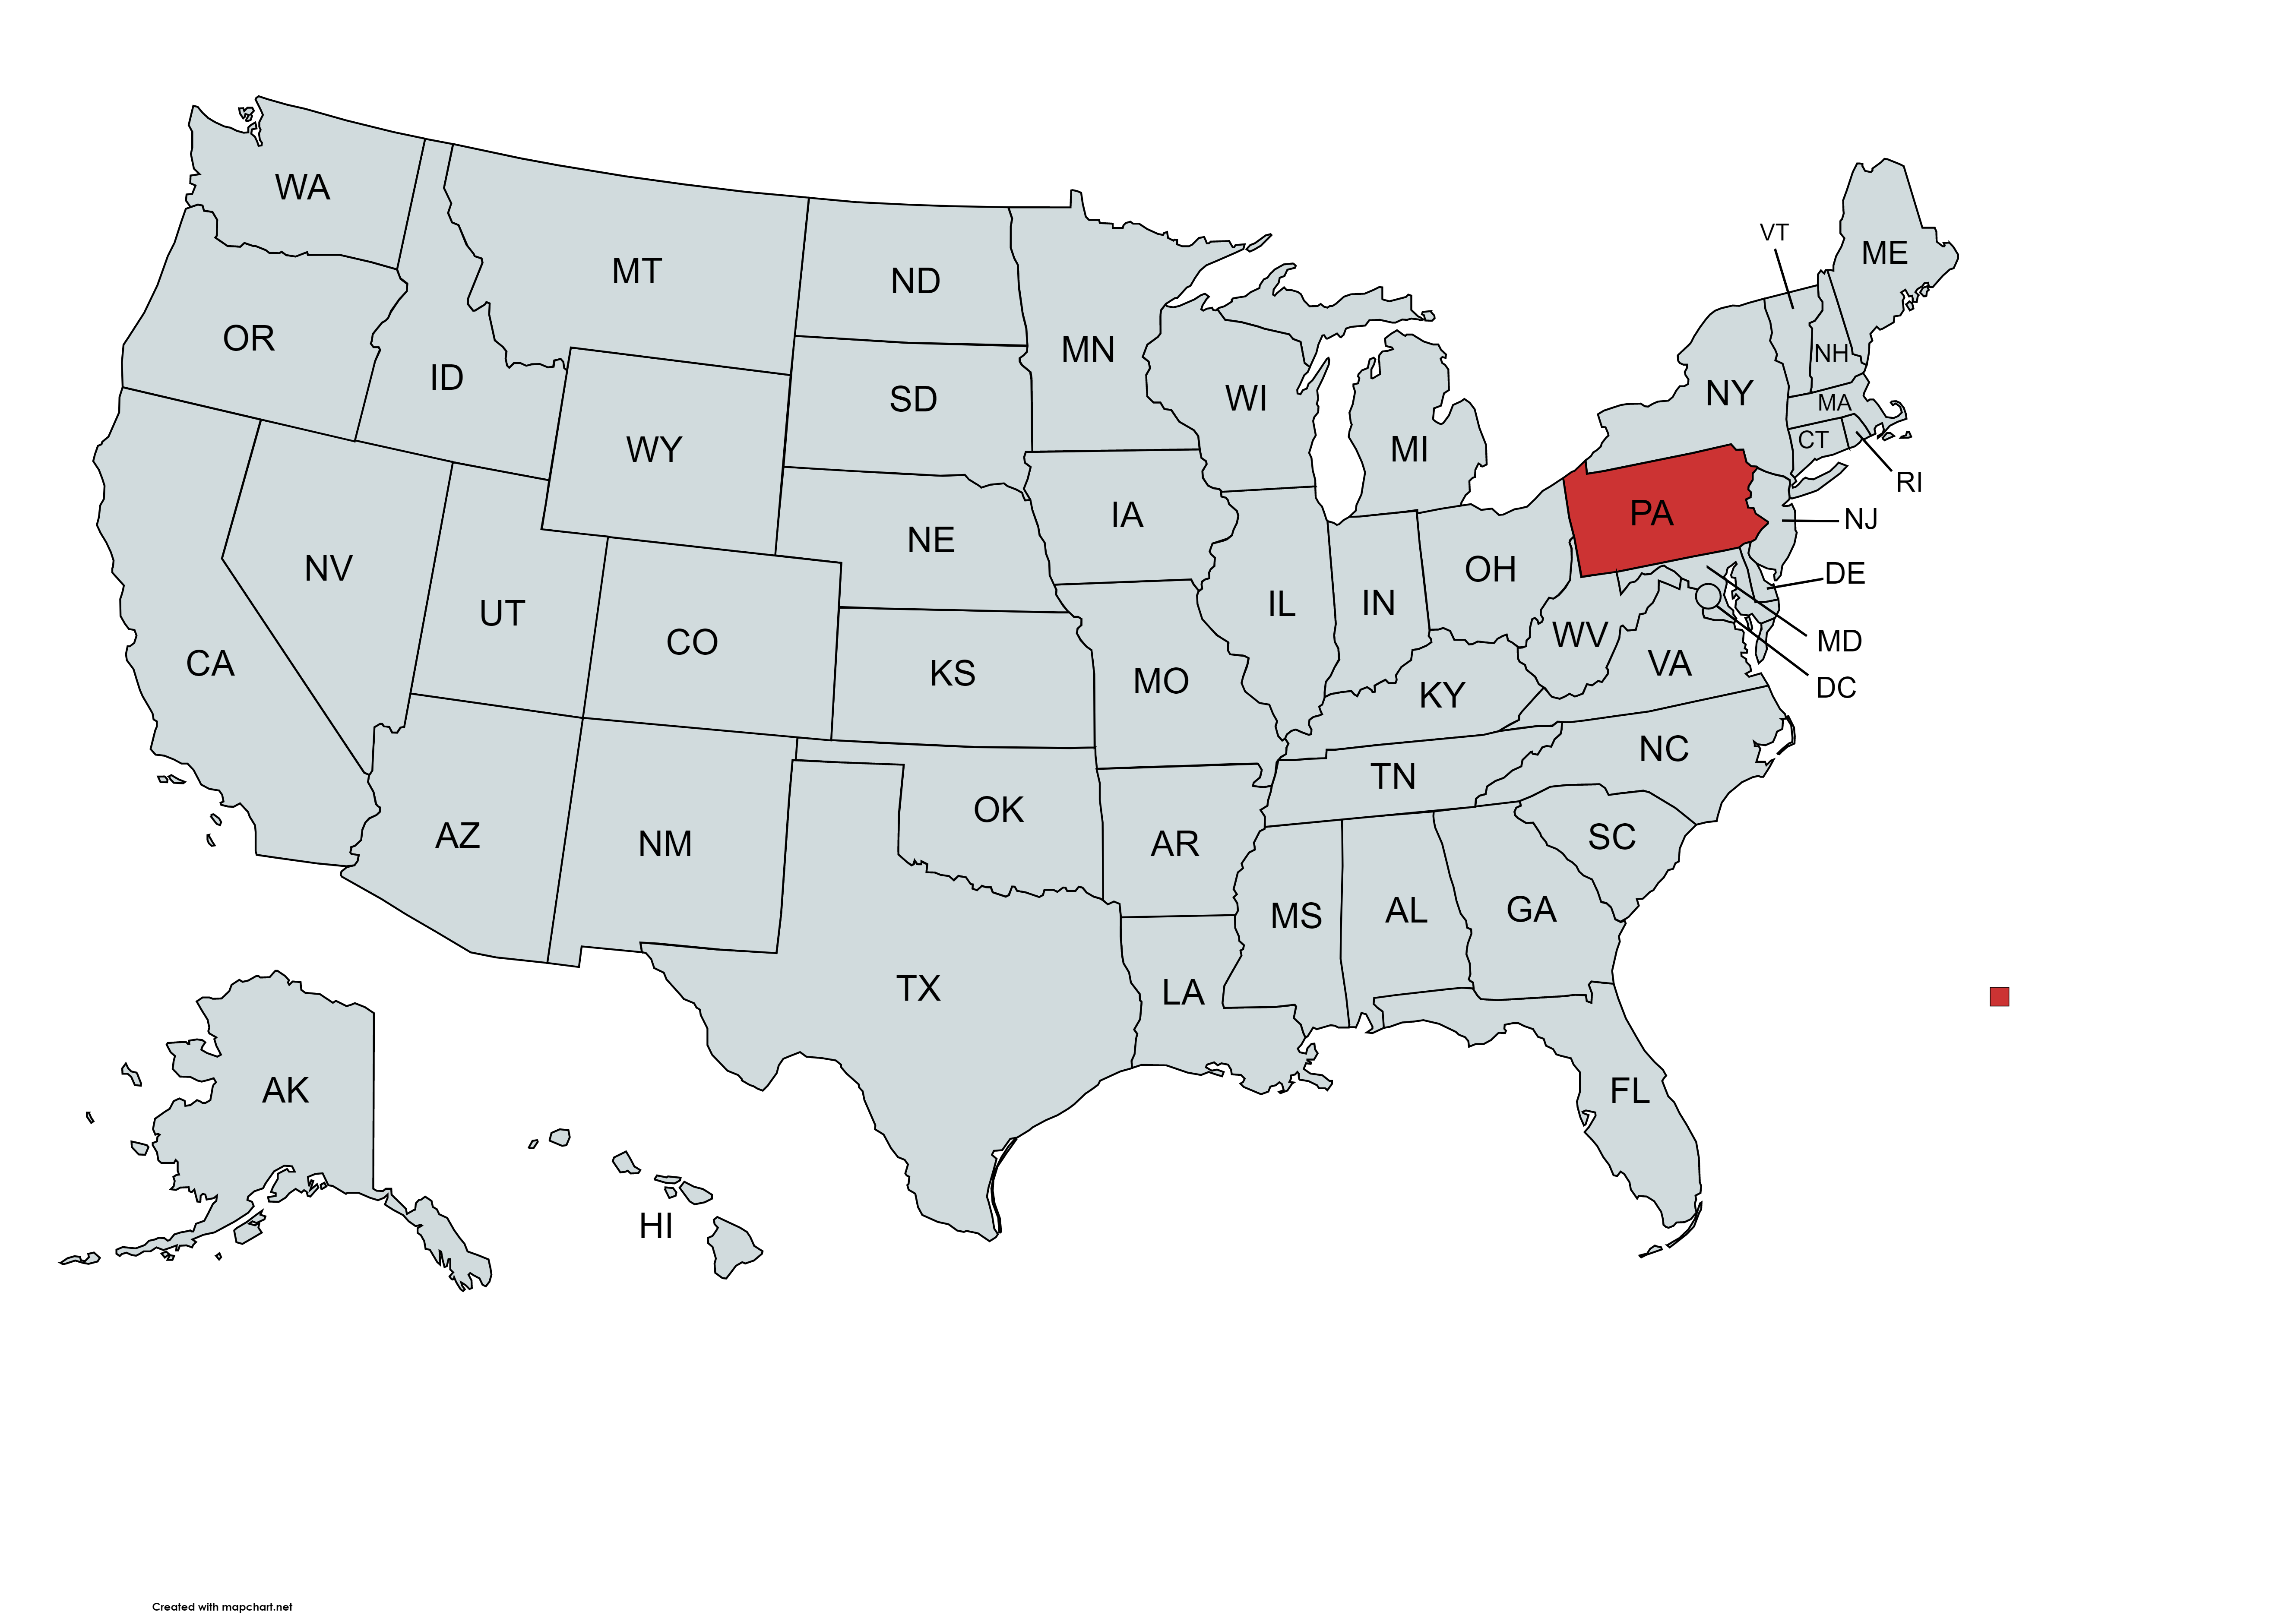 WA
VT
ME
MT
ND
OR
MN
NH
ID
NY
SD
WI
MA
CT
WY
MI
RI
PA
IA
NJ
NE
NV
OH
DE
UT
IL
IN
CO
WV
MD
CA
VA
KS
MO
DC
KY
NC
TN
OK
SC
AZ
NM
AR
GA
AL
MS
TX
LA
AK
FL
HI
Created with mapchart.net